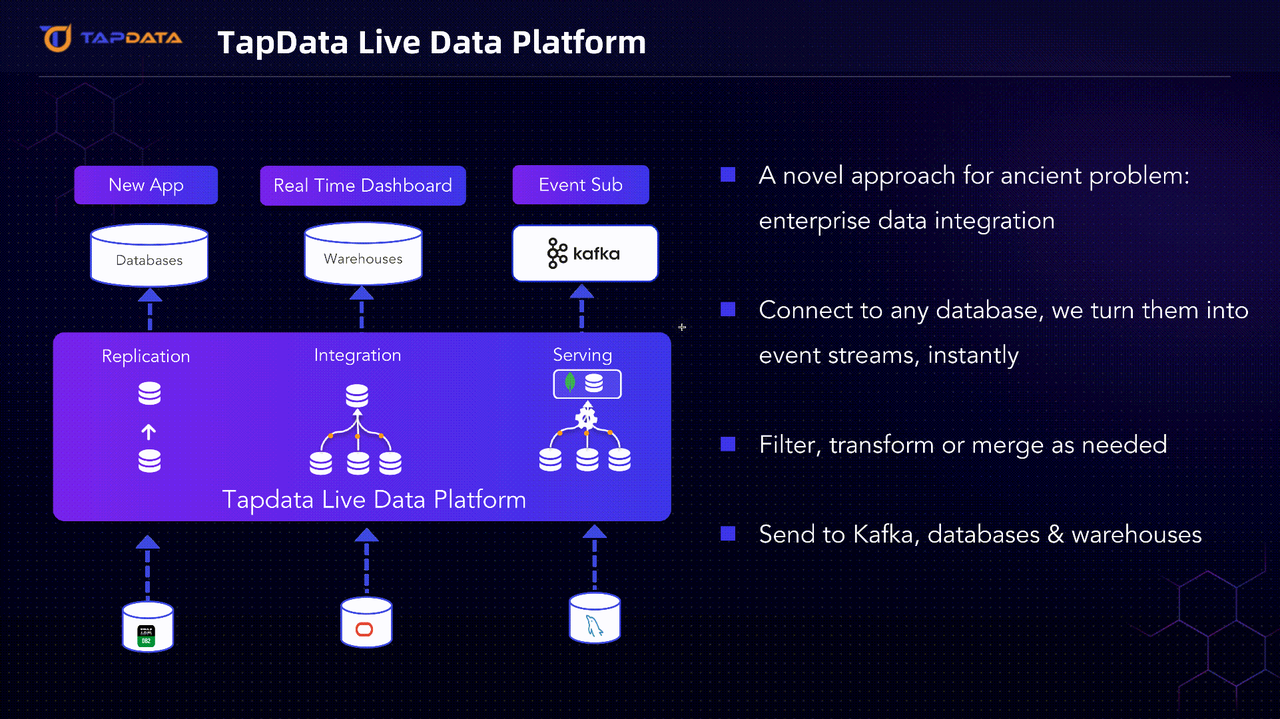 TAPDATA
TapData Live Data Platform
New App
Real Time Dashboard
Event Sub
Databases
Warehouses
kafka
Replication
Integration
Serving
Tapdata Live Data Platform
DB2
A novel approach for ancient problem:
enterprise data integration
Connect to any database, we turn them into
event streams, instantly
Filter, transform or merge as needed
Send to Kafka, databases & warehouses